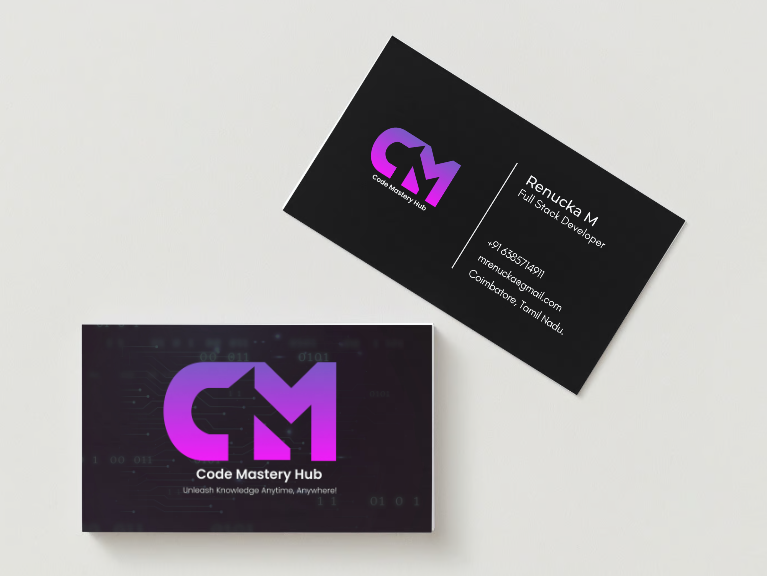 CM
Code Mastery Hub
Renucka M
Full Stack Developer
+91 6385714911
mrenucka@gmail.com
Coimbatore, Tamil Nadu.
00 011 0101
1 00 011
01 0 1
CM
Code Mastery Hub
Unleash Knowledge Anytime, Anywhere!